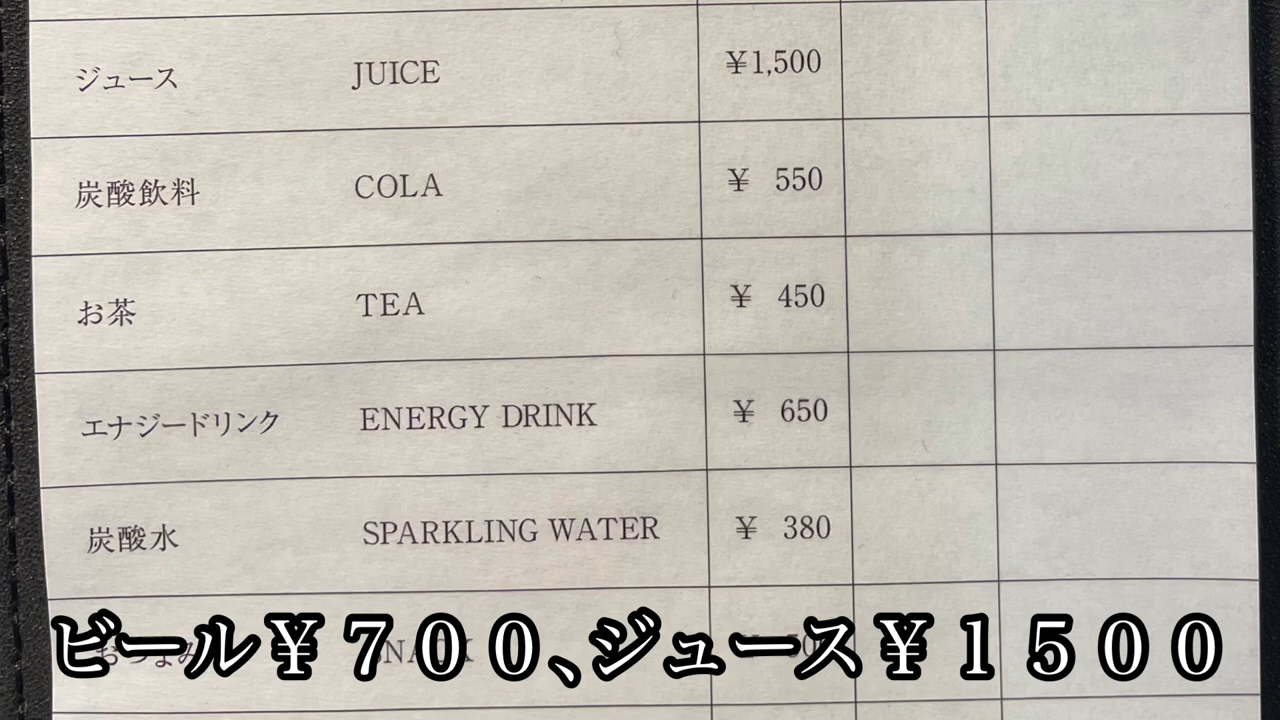 ジュース JUICE ¥1,500
炭酸飲料 COLA ¥ 550
お茶 TEA ¥ 450
エナジードリンク ENERGY DRINK ¥ 650
炭酸水 SPARKLING WATER ¥ 380
ビール¥700、ジュース¥1500